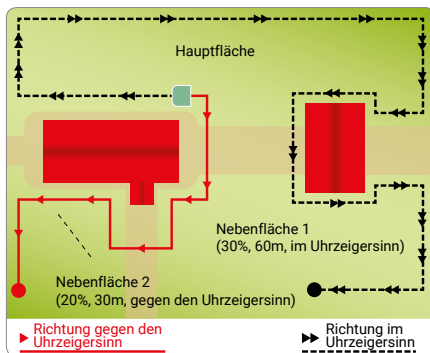 Hauptfläche
Nebenfläche 1
(30%, 60m, im Uhrzeigersinn)
Nebenfläche 2
(20%, 30m, gegen den Uhrzeigersinn)
Richtung gegen den
Uhrzeigersinn
Richtung im
Uhrzeigersinn